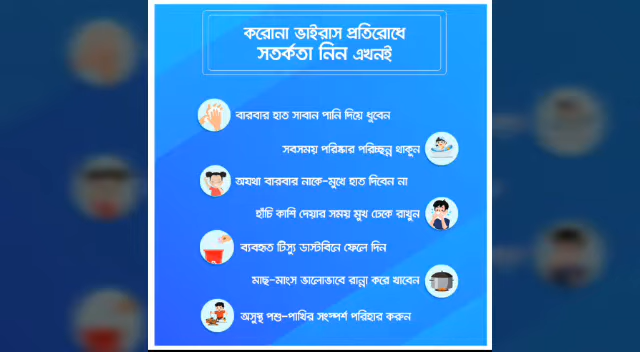 করোনা ভাইরাস প্রতিরোধে
সতর্কতা নিন এখনই
বারবার হাত সাবান পানি দিয়ে ধুবেন
সবসময় পরিষ্কার পরিচ্ছন্ন থাকুন
অযথা বারবার নাকে-মুখে হাত দিবেন না
হাঁচি কাশি দেয়ার সময় মুখ ঢেকে রাখুন
ব্যবহৃত টিস্যু ডাস্টবিনে ফেলে দিন
মাছ-মাংস ভালোভাবে রান্না করে খাবেন
অসুস্থ পশু-পাখির সংস্পর্শ পরিহার করুন